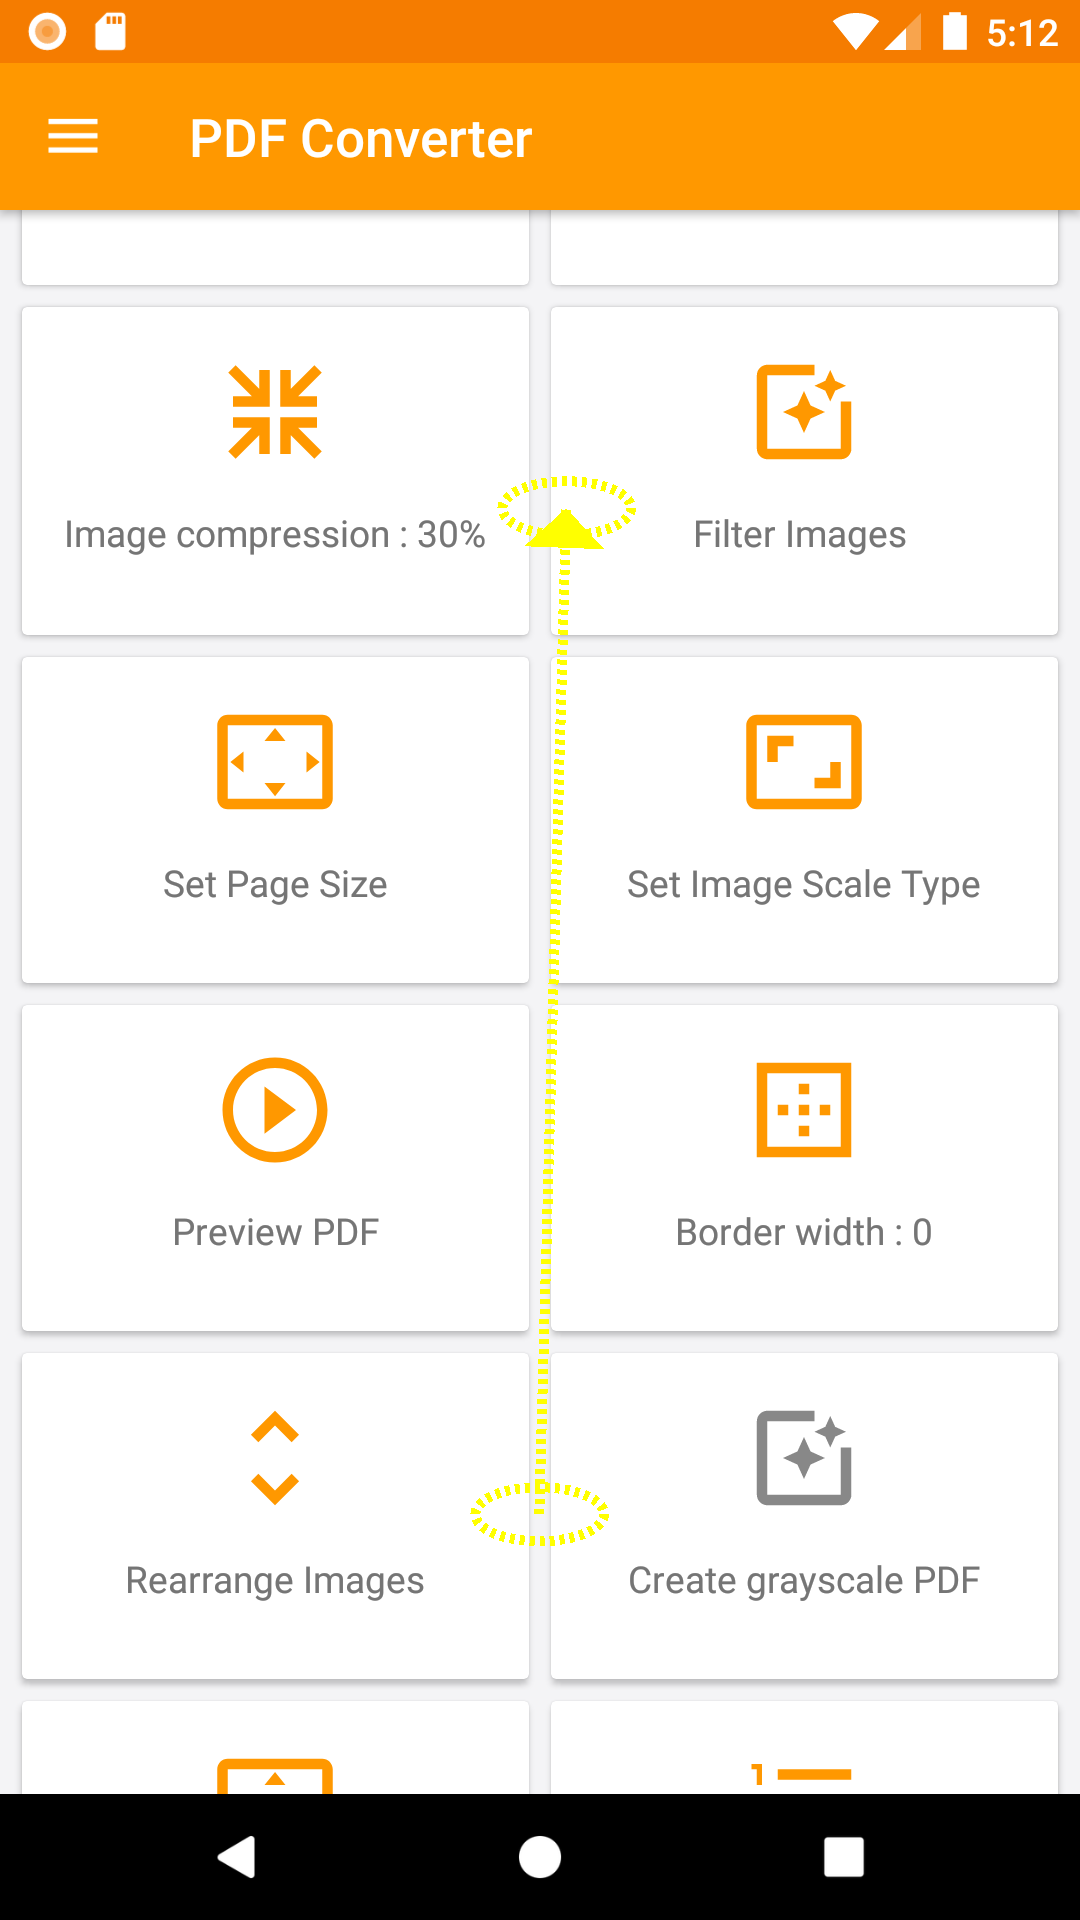 5:12
PDF Converter
Image compression : 30%
Filter Images
Set Page Size
Set Image Scale Type
Preview PDF
Border width : 0
Rearrange Images
Create grayscale PDF
1